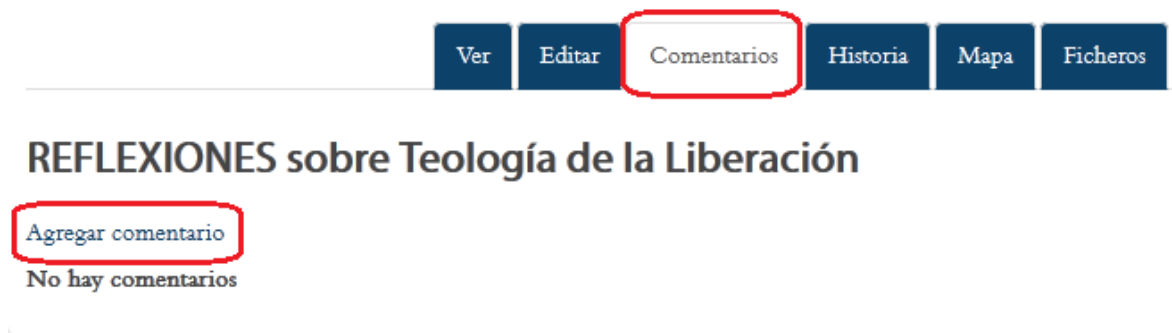 Ver Editar Comentarios Historia Mapa Ficheros
REFLEXIONES sobre Teología de la Liberación
Agregar comentario
No hay comentarios